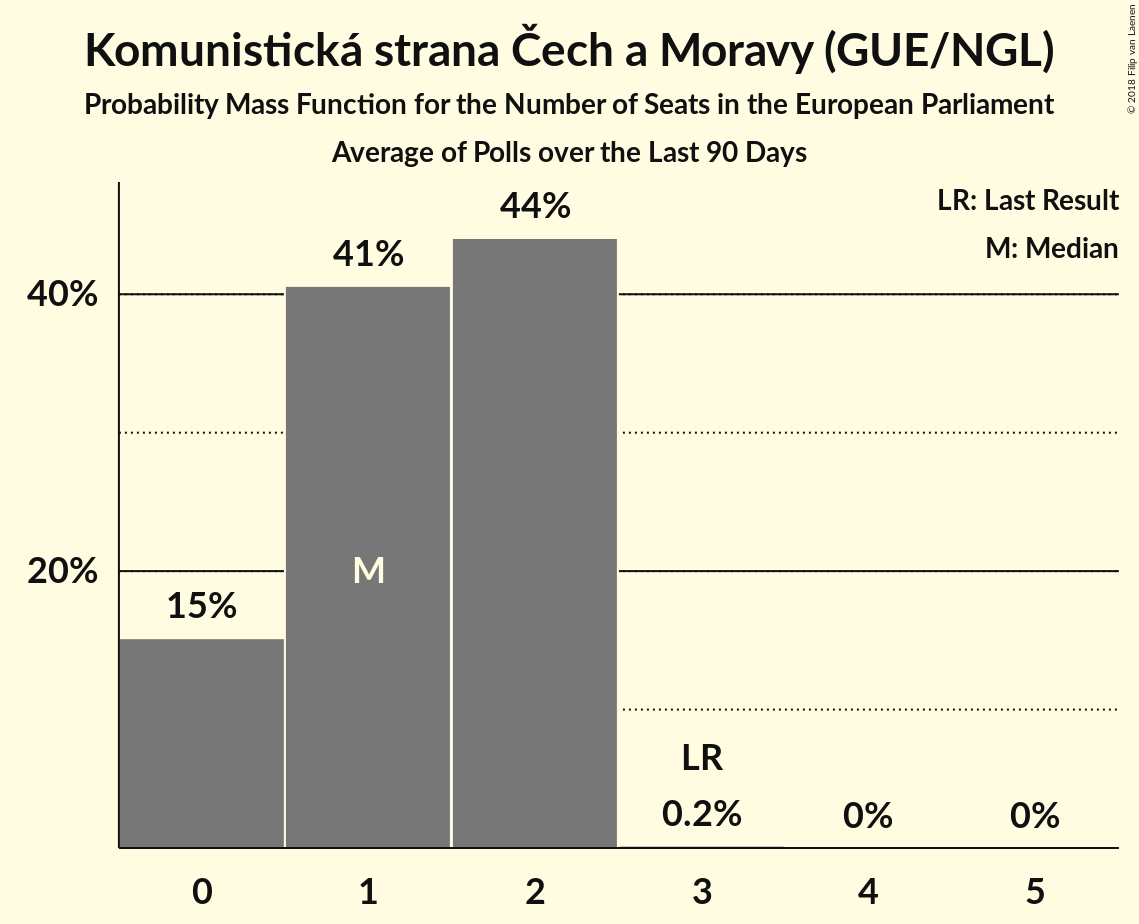 Komunistická strana Čech a Moravy (GUE/NGL)
Probability Mass Function for the Number of Seats in the European Parliament
Average of Polls over the Last 90 Days
© 2018 Filip van Laenen
LR: Last Result
M: Median
44%
41%
40%
20%
M
15%
LR
0.2%
0%
0%
0 1 2 3 4 5